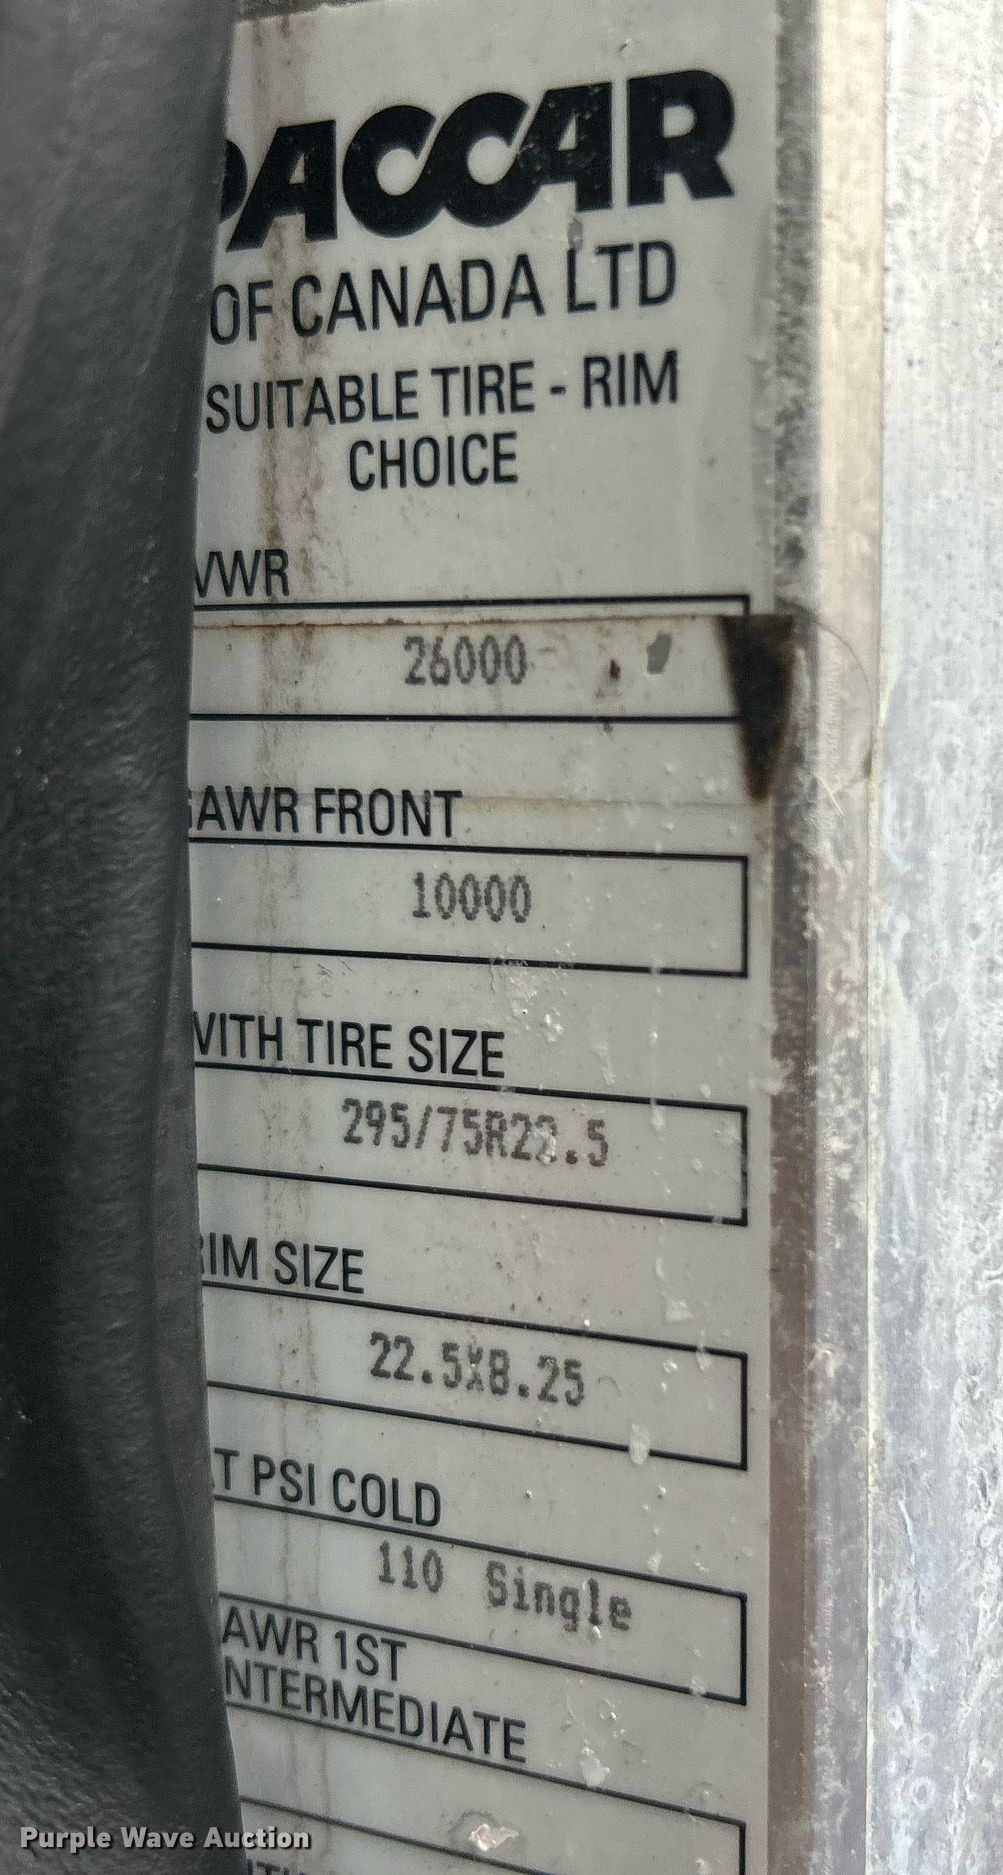 PACCAR
OF CANADA LTD
SUITABLE TIRE - RIM
CHOICE
VWR
26000
GAWR FRONT
10000
WITH TIRE SIZE
295/75R22.5
RIM SIZE
22.5X8.25
T PSI COLD
110 Single
AWR 1ST
NTERMEDIATE
Purple Wave Auction